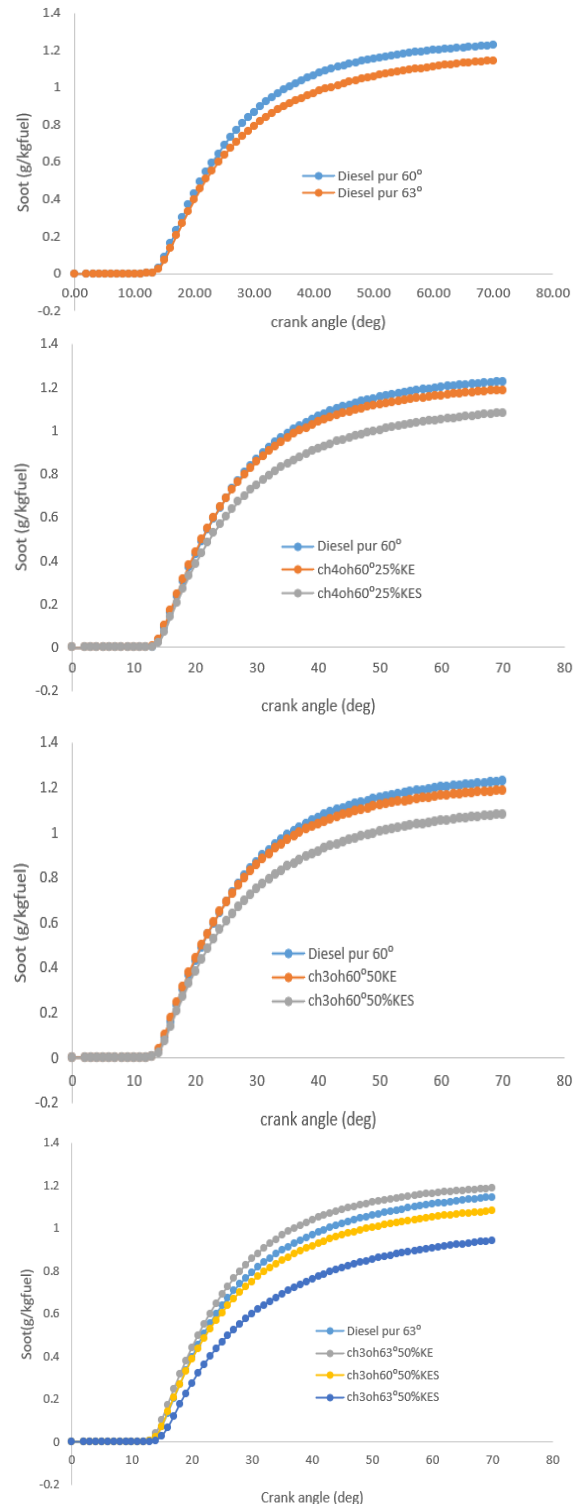 1.4
1.2
1
0.8
0.6
0.4
0.2
0
-0.2
Soot (g/kgfuel)
Diesel pur 60°
Diesel pur 63°
0.00 10.00 20.00 30.00 40.00 50.00 60.00 70.00 80.00
crank angle (deg)
1.4
1.2
1
0.8
0.6
0.4
0.2
0
-0.2
Soot (g/kgfuel)
Diesel pur 60°
ch4oh60°25%KE
ch4oh60°25%KES
0 10 20 30 40 50 60 70 80
crank angle (deg)
1.4
1.2
1
0.8
0.6
0.4
0.2
0
-0.2
Soot (g/kgfuel)
Diesel pur 60°
ch3oh60°50KE
ch3oh60°50%KES
0 10 20 30 40 50 60 70 80
crank angle (deg)
1.4
1.2
1
0.8
0.6
0.4
0.2
0
-0.2
Soot(g/kgfuel)
Diesel pur 63°
ch3oh63°50%KE
ch3oh60°50%KES
ch3oh63°50%KES
0 10 20 30 40 50 60 70 80
Crank angle (deg)